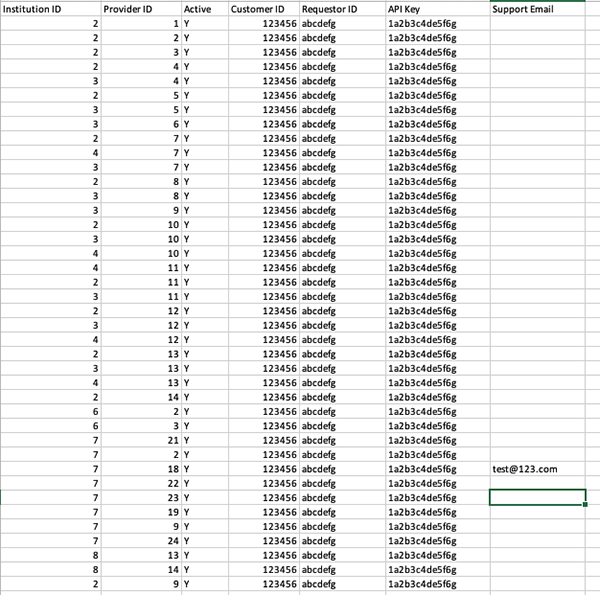 Institution ID Provider ID Active Customer ID Requestor ID API Key Support Email
2 1 Y 123456 abcdefg 1a2b3c4de5f6g
2 2 Y 123456 abcdefg 1a2b3c4de5f6g
2 3 Y 123456 abcdefg 1a2b3c4de5f6g
2 4 Y 123456 abcdefg 1a2b3c4de5f6g
3 4 Y 123456 abcdefg 1a2b3c4de5f6g
2 5 Y 123456 abcdefg 1a2b3c4de5f6g
3 5 Y 123456 abcdefg 1a2b3c4de5f6g
3 6 Y 123456 abcdefg 1a2b3c4de5f6g
2 7 Y 123456 abcdefg 1a2b3c4de5f6g
4 7 Y 123456 abcdefg 1a2b3c4de5f6g
3 7 Y 123456 abcdefg 1a2b3c4de5f6g
2 8 Y 123456 abcdefg 1a2b3c4de5f6g
3 8 Y 123456 abcdefg 1a2b3c4de5f6g
3 9 Y 123456 abcdefg 1a2b3c4de5f6g
2 10 Y 123456 abcdefg 1a2b3c4de5f6g
3 10 Y 123456 abcdefg 1a2b3c4de5f6g
4 10 Y 123456 abcdefg 1a2b3c4de5f6g
4 11 Y 123456 abcdefg 1a2b3c4de5f6g
2 11 Y 123456 abcdefg 1a2b3c4de5f6g
3 11 Y 123456 abcdefg 1a2b3c4de5f6g
2 12 Y 123456 abcdefg 1a2b3c4de5f6g
3 12 Y 123456 abcdefg 1a2b3c4de5f6g
4 12 Y 123456 abcdefg 1a2b3c4de5f6g
2 13 Y 123456 abcdefg 1a2b3c4de5f6g
3 13 Y 123456 abcdefg 1a2b3c4de5f6g
4 13 Y 123456 abcdefg 1a2b3c4de5f6g
2 14 Y 123456 abcdefg 1a2b3c4de5f6g
6 2 Y 123456 abcdefg 1a2b3c4de5f6g
6 3 Y 123456 abcdefg 1a2b3c4de5f6g
7 21 Y 123456 abcdefg 1a2b3c4de5f6g
7 2 Y 123456 abcdefg 1a2b3c4de5f6g
7 18 Y 123456 abcdefg 1a2b3c4de5f6g test@123.com
7 22 Y 123456 abcdefg 1a2b3c4de5f6g
7 23 Y 123456 abcdefg 1a2b3c4de5f6g
7 19 Y 123456 abcdefg 1a2b3c4de5f6g
7 9 Y 123456 abcdefg 1a2b3c4de5f6g
7 24 Y 123456 abcdefg 1a2b3c4de5f6g
8 13 Y 123456 abcdefg 1a2b3c4de5f6g
8 14 Y 123456 abcdefg 1a2b3c4de5f6g
2 9 Y 123456 abcdefg 1a2b3c4de5f6g